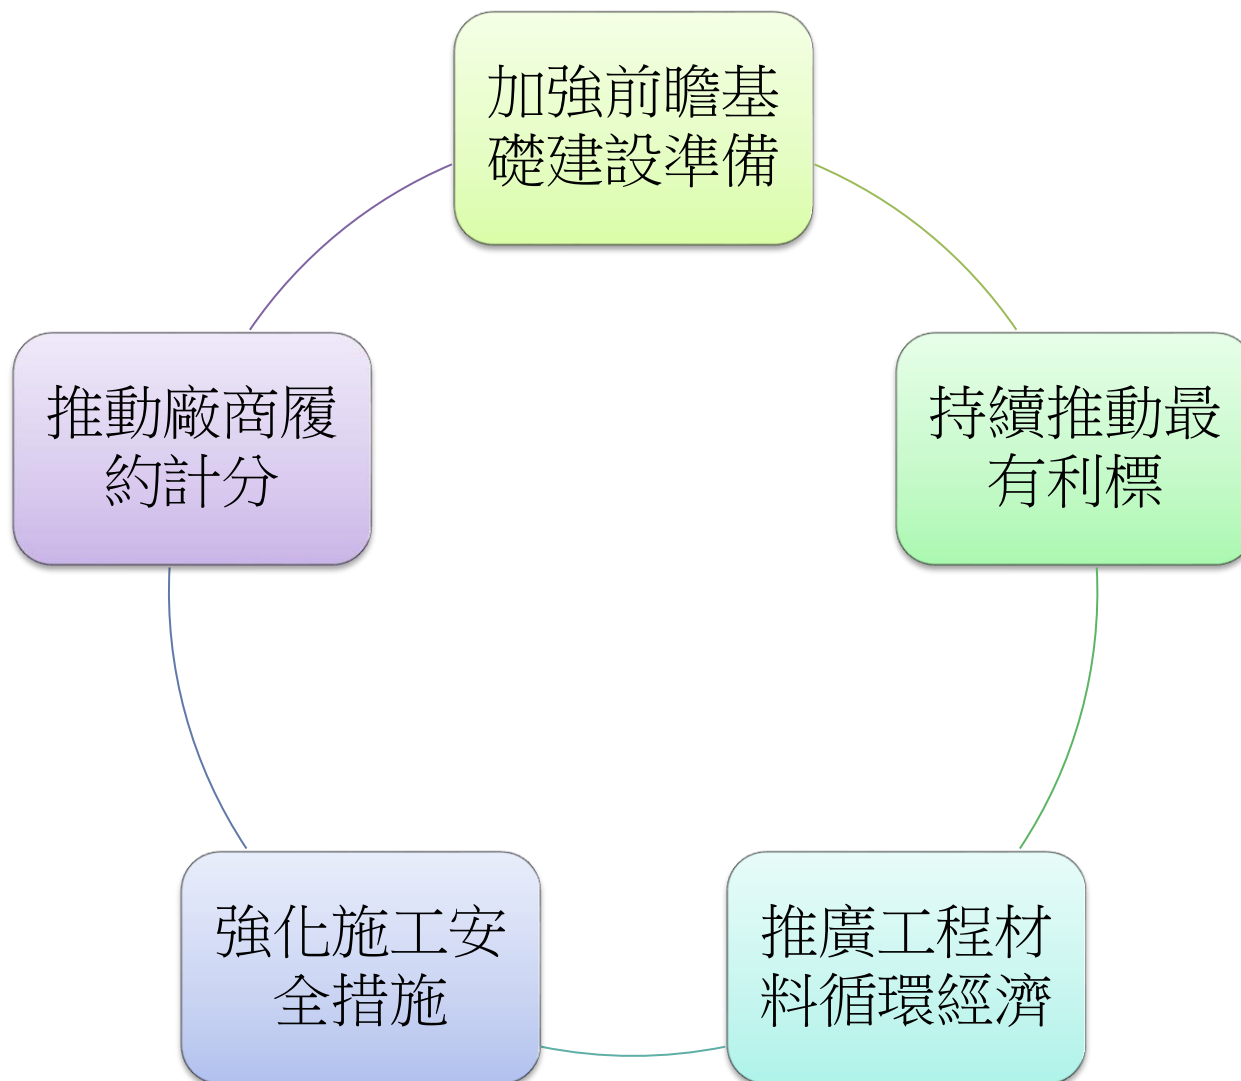 加強前瞻基
礎建設準備
持續推動最
有利標
推廣工程材
料循環經濟
強化施工安
全措施
推動廠商履
約計分